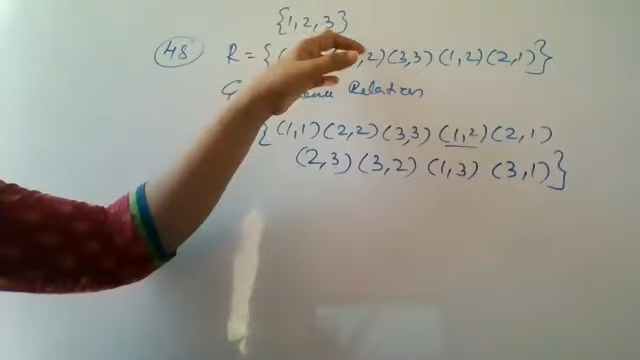 {1,2,3}
48 R = { ,2) (3,3) (1,2) (2,1)}
Relation
{(1,1) (2,2) (3,3) (1,2) (2,1)
(2,3) (3,2) (1,3) (3,1)}